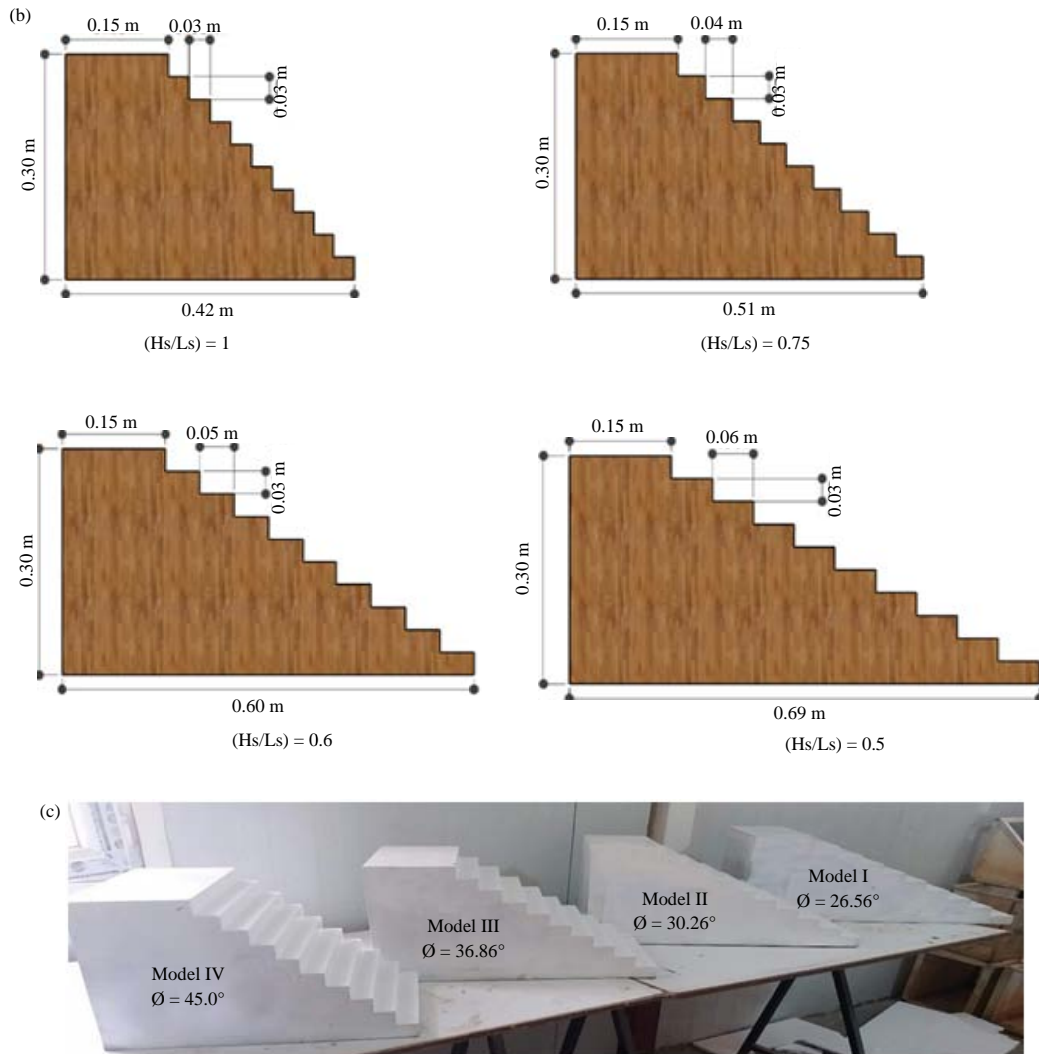 (b)
0.15 m
0.03 m
0.03 m
0.30 m
0.42 m
(Hs/Ls) = 1
0.15 m
0.04 m
0.03 m
0.30 m
0.51 m
(Hs/Ls) = 0.75
0.15 m
0.05 m
0.03 m
0.30 m
0.60 m
(Hs/Ls) = 0.6
0.15 m
0.06 m
0.03 m
0.30 m
0.69 m
(Hs/Ls) = 0.5
(c)
Model IV
Ø = 45.0°
Model III
Ø = 36.86°
Model II
Ø = 30.26°
Model I
Ø = 26.56°